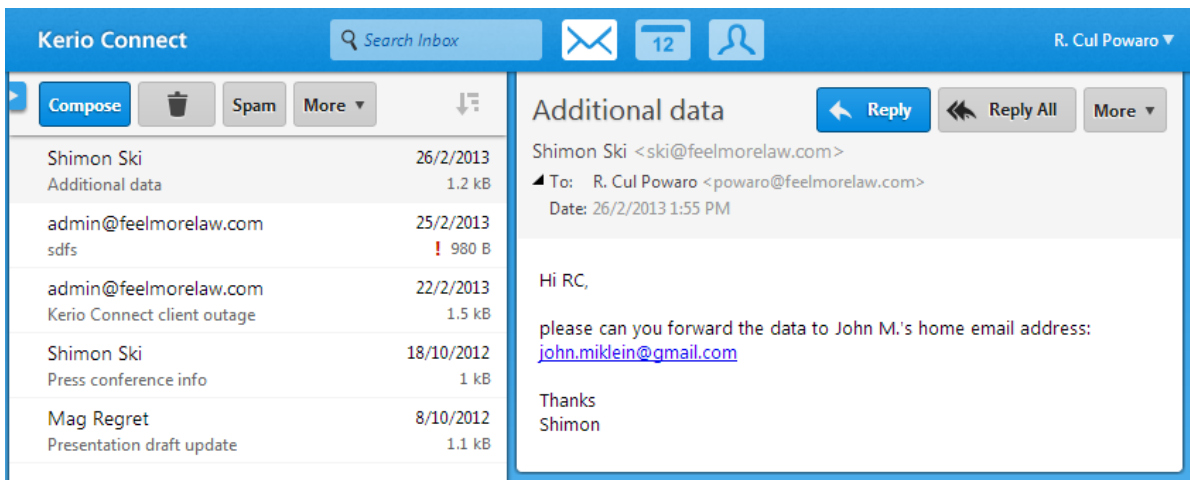 Kerio Connect
Search Inbox
12
R. Cul Powaro ▼
Compose
Spam
More ▼
Shimon Ski 26/2/2013
Additional data 1.2 kB
admin@feelmorelaw.com 25/2/2013
sdfs ! 980 B
admin@feelmorelaw.com 22/2/2013
Kerio Connect client outage 1.5 kB
Shimon Ski 18/10/2012
Press conference info 1 kB
Mag Regret 8/10/2012
Presentation draft update 1.1 kB
Additional data
Reply
Reply All
More ▼
Shimon Ski <ski@feelmorelaw.com>
To: R. Cul Powaro <powaro@feelmorelaw.com>
Date: 26/2/2013 1:55 PM
Hi RC,
please can you forward the data to John M.'s home email address:
john.miklein@gmail.com
Thanks
Shimon